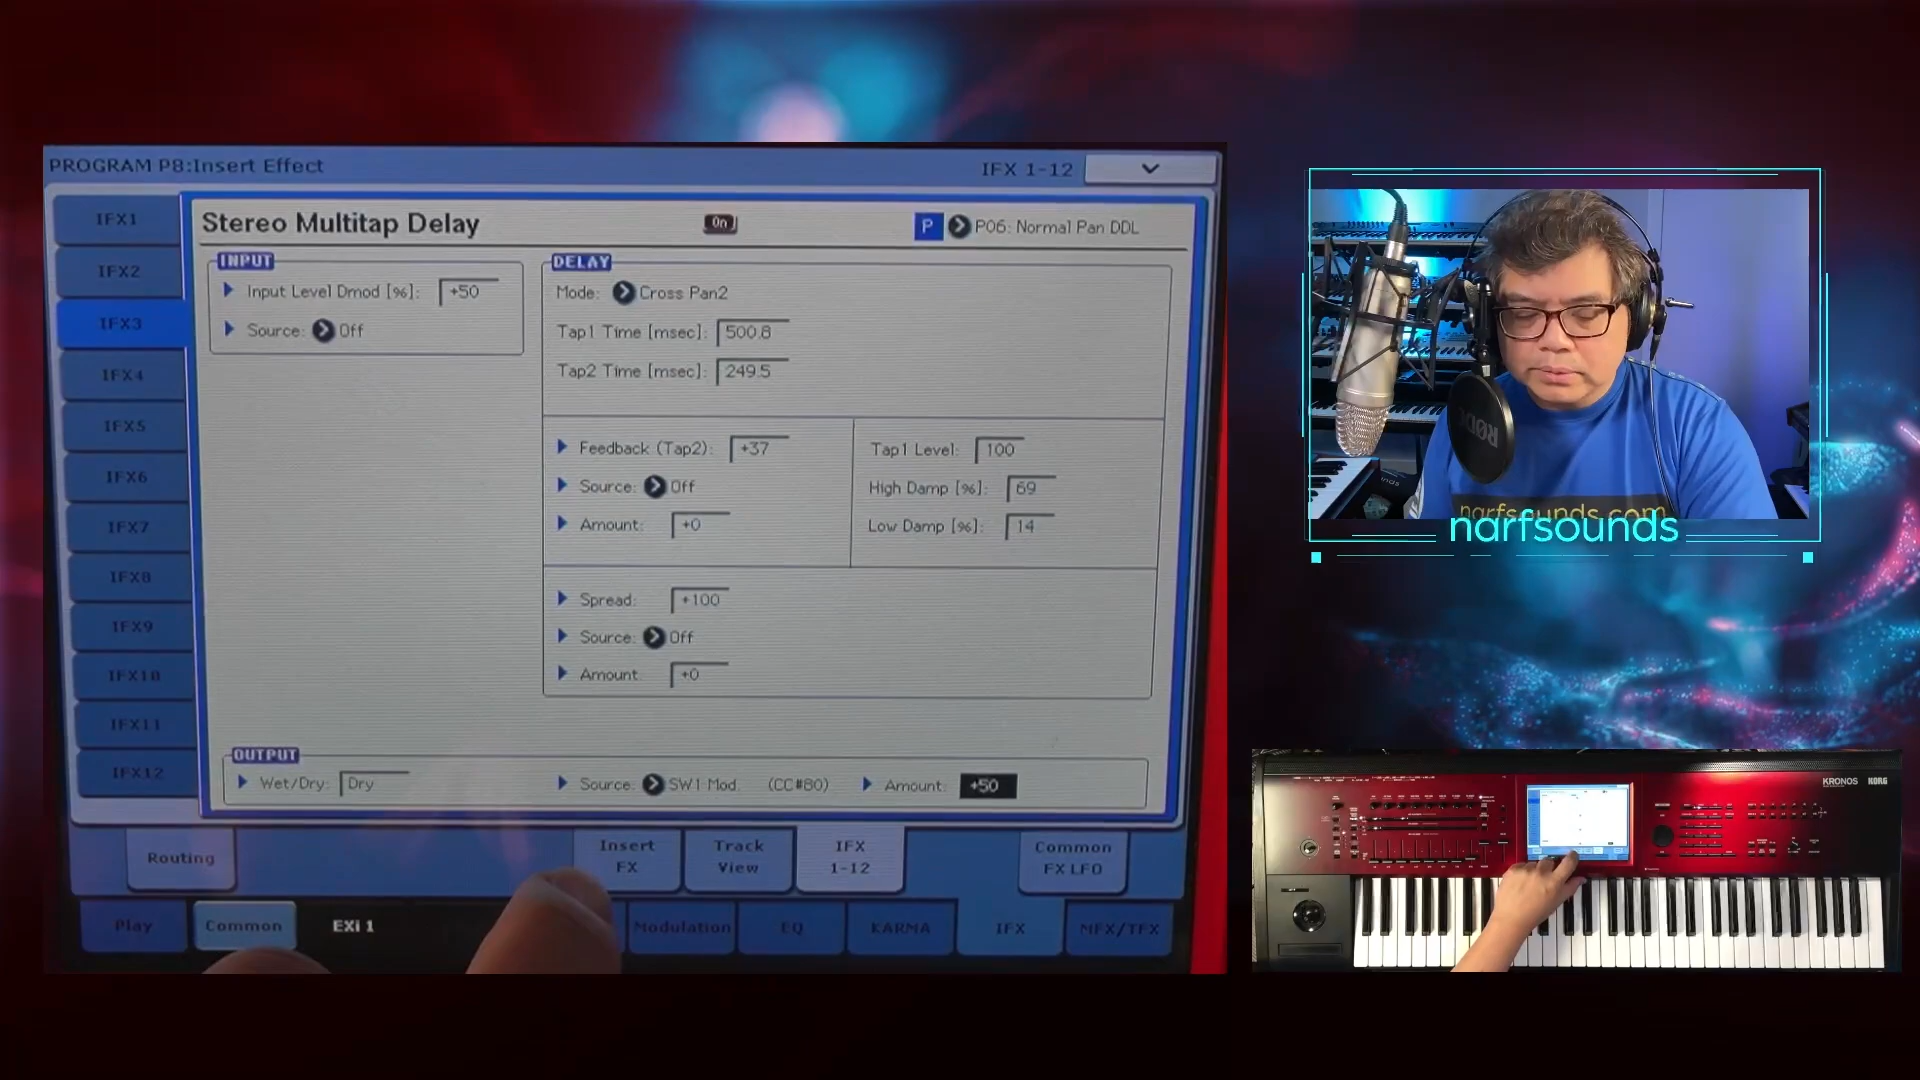 PROGRAM P8:Insert Effect
IFX 1-12
IFX1
IFX2
IFX3
IFX4
IFX5
IFX6
IFX7
IFX8
IFX9
IFX10
IFX11
IFX12
Stereo Multitap Delay
On
P
P06: Normal Pan DDL
INPUT
Input Level Dmod [%]: +50
Source: Off
DELAY
Mode: Cross Pan2
Tap1 Time [msec]: 500.8
Tap2 Time [msec]: 249.5
Feedback (Tap2): +37
Source: Off
Amount: +0
Tap1 Level: 100
High Damp [%]: 69
Low Damp [%]: 14
Spread: +100
Source: Off
Amount: +0
OUTPUT
Wet/Dry: Dry
Source: SW1 Mod. (CC#80)
Amount: +50
Routing
Insert FX
Track View
IFX 1-12
Common FX LFO
Play
Common
EXi 1
Modulation
EQ
KARMA
IFX
MFX/TFX
RØDE
narfsounds.com
narfsounds
KRONOS
KORG